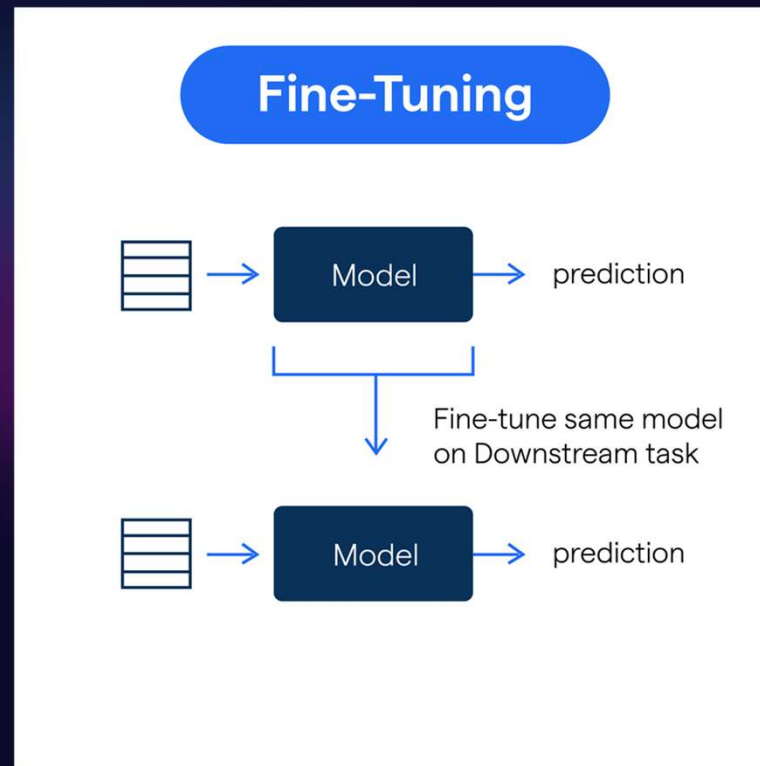 Fine-Tuning
Model
prediction
Fine-tune same model
on Downstream task
Model
prediction